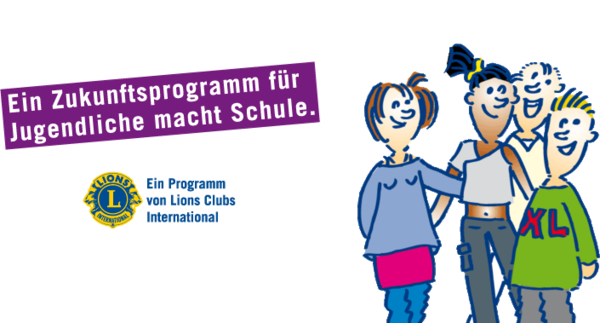 Ein Zukunftsprogramm für
Jugendliche macht Schule.
LIONS
L
INTERNATIONAL
Ein Programm
von Lions Clubs
International
XL